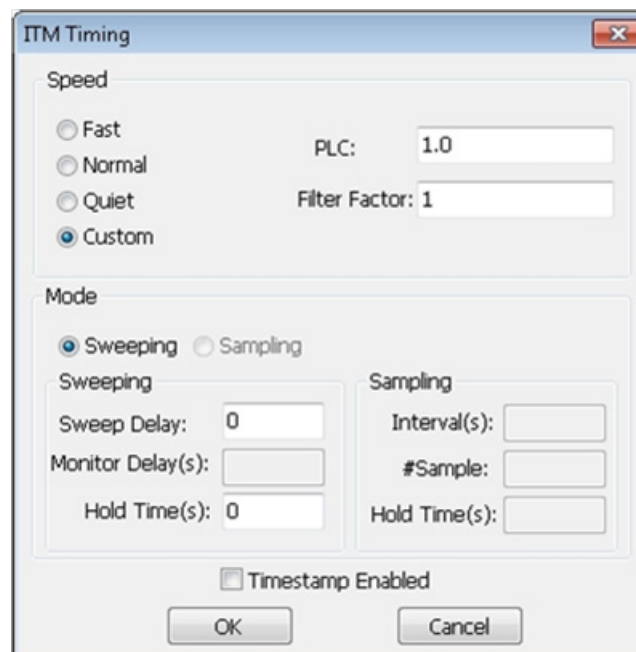 ITM Timing
Speed
Fast
Normal
Quiet
Custom
PLC: 1.0
Filter Factor: 1
Mode
Sweeping Sampling
Sweeping
Sweep Delay: 0
Monitor Delay(s):
Hold Time(s): 0
Sampling
Interval(s):
#Sample:
Hold Time(s):
Timestamp Enabled
OK Cancel